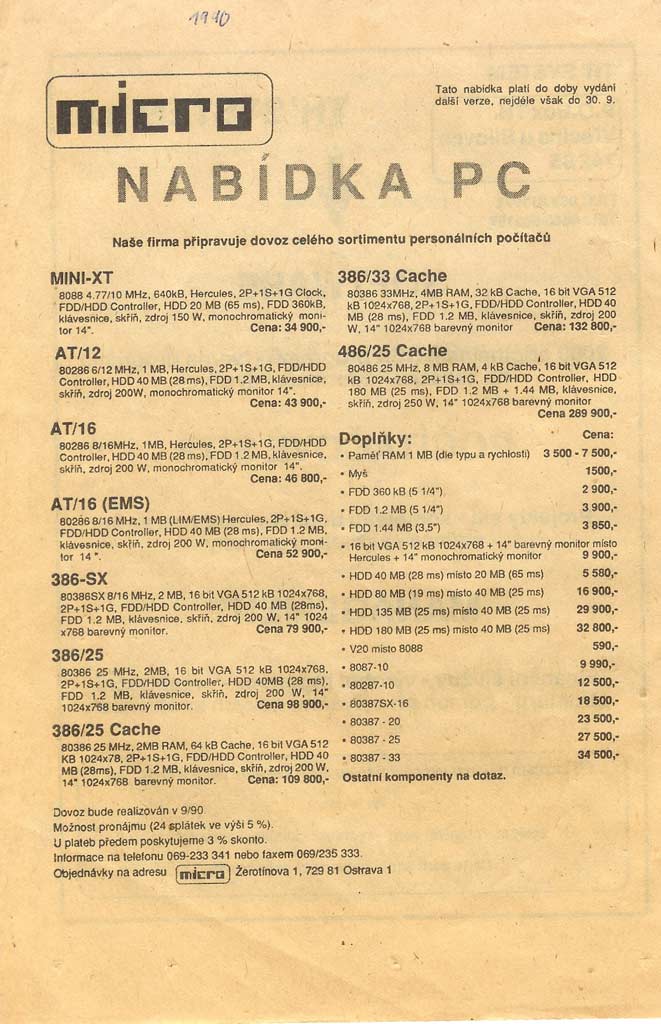 1990
micro
Tato nabídka platí do doby vydání
další verze, nejdéle však do 30. 9.
NABÍDKA PC
Naše firma připravuje dovoz celého sortimentu personálních počítačů
MINI-XT
8088 4.77/10 MHz, 640kB, Hercules, 2P+1S+1G Clock,
FDD/HDD Controller, HDD 20 MB (65 ms), FDD 360kB,
klávesnice, skříň, zdroj 150 W, monochromatický moni-
tor 14". Cena: 34 900,-
AT/12
80286 6/12 MHz, 1 MB, Hercules, 2P+1S+1G, FDD/HDD
Controller, HDD 40 MB (28 ms), FDD 1.2 MB, klávesnice,
skříň, zdroj 200W, monochromatický monitor 14".
Cena: 43 900,-
AT/16
80286 8/16MHz, 1MB, Hercules, 2P+1S+1G, FDD/HDD
Controller, HDD 40 MB (28 ms), FDD 1.2 MB, klávesnice,
skříň, zdroj 200 W, monochromatický monitor 14".
Cena: 46 800,-
AT/16 (EMS)
80286 8/16 MHz, 1 MB (LIM/EMS) Hercules, 2P+1S+1G,
FDD/HDD Controller, HDD 40 MB (28 ms), FDD 1.2 MB,
klávesnice, skříň, zdroj 200 W, monochromatický moni-
tor 14 ". Cena 52 900,-
386-SX
80386SX 8/16 MHz, 2 MB, 16 bit VGA 512 kB 1024x768,
2P+1S+1G, FDD/HDD Controller, HDD 40 MB (28ms),
FDD 1.2 MB, klávesnice, skříň, zdroj 200 W, 14" 1024
x768 barevný monitor. Cena 79 900,-
386/25
80386 25 MHz, 2MB, 16 bit VGA 512 kB 1024x768,
2P+1S+1G, FDD/HDD Controller, HDD 40MB (28 ms),
FDD 1.2 MB, klávesnice, skříň, zdroj 200 W, 14"
1024x768 barevný monitor. Cena 98 900,-
386/25 Cache
80386 25 MHz, 2MB RAM, 64 kB Cache, 16 bit VGA 512
KB 1024x78, 2P+1S+1G, FDD/HDD Controller, HDD 40
MB (28ms), FDD 1.2 MB, klávesnice, skříň, zdroj 200 W,
14" 1024x768 barevný monitor. Cena: 109 800,-
386/33 Cache
80386 33MHz, 4MB RAM, 32 kB Cache, 16 bit VGA 512
kB 1024x768, 2P+1S+1G, FDD/HDD Controller, HDD 40
MB (28 ms), FDD 1.2 MB, klávesnice, skříň, zdroj 200
W, 14" 1024x768 barevný monitor Cena: 132 800,-
486/25 Cache
80486 25 MHz, 8 MB RAM, 4 kB Cache, 16 bit VGA 512
kB 1024x768, 2P+1S+1G, FDD/HDD Controller, HDD
180 MB (25 ms), FDD 1.2 MB + 1.44 MB, klávesnice,
skříň, zdroj 250 W, 14" 1024x768 barevný monitor
Cena 289 900,-
Doplňky: Cena:
• Paměť RAM 1 MB (dle typu a rychlosti) 3 500 - 7 500,-
• Myš 1500,-
• FDD 360 kB (5 1/4") 2 900,-
• FDD 1.2 MB (5 1/4") 3 900,-
• FDD 1.44 MB (3,5") 3 850,-
• 16 bit VGA 512 kB 1024x768 + 14" barevný monitor místo
Hercules + 14" monochromatický monitor 9 900,-
• HDD 40 MB (28 ms) místo 20 MB (65 ms) 5 580,-
• HDD 80 MB (19 ms) místo 40 MB (25 ms) 16 900,-
• HDD 135 MB (25 ms) místo 40 MB (25 ms) 29 900,-
• HDD 180 MB (25 ms) místo 40 MB (25 ms) 32 800,-
• V20 místo 8088 590,-
• 8087-10 9 990,-
• 80287-10 12 500,-
• 80387SX-16 18 500,-
• 80387 - 20 23 500,-
• 80387 - 25 27 500,-
• 80387 - 33 34 500,-
Ostatní komponenty na dotaz.
Dovoz bude realizován v 9/90
Možnost pronájmu (24 splátek ve výši 5 %).
U plateb předem poskytujeme 3 % skonto.
Informace na telefonu 069-233 341 nebo faxem 069/235 333.
Objednávky na adresu micro Žerotínova 1, 729 81 Ostrava 1